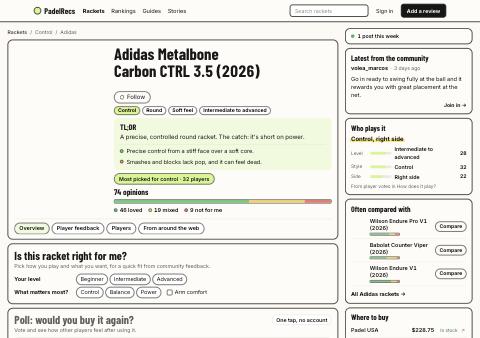 PadelRecs Rankets Rankings Guides Stories Search rackets Sign in Add a review
Rackets / Control / Adidas
Adidas Metalbone
Carbon CTRL 3.5 (2026)
Follow
Control Round Soft feel Intermediate to advanced
TL;DR
A precise, controlled round racket. The catch: it's short on power.
Precise control from a stiff face over a soft core.
Smashes and blocks lack pop, and it can feel dead.
Most picked for control · 32 players
74 opinions
46 loved 19 mixed 9 not for me
Overview Player feedback Players From around the web
Is this racket right for me?
Pick how you play and what you want, for a quick fit from community feedback.
Your level Beginner Intermediate Advanced
What matters most? Control Balance Power Arm comfort
Poll: would you buy it again? One tap, no account
Vote and see how other players feel after using it.
1 post this week
Latest from the community
volea_marcos · 3 days ago
Go in ready to swing fully at the ball and it
rewards you with great placement at the
net.
Join in →
Who plays it
Control, right side
Level Intermediate to advanced 28
Style Control 32
Side Right side 22
From player votes in How does it play?
Often compared with
Wilson Endure Pro V1 (2026) Compare
Babolat Counter Viper (2026) Compare
Wilson Endure V1 (2026) Compare
All Adidas rackets →
Where to buy
Padel USA $228.75 In stock ↗